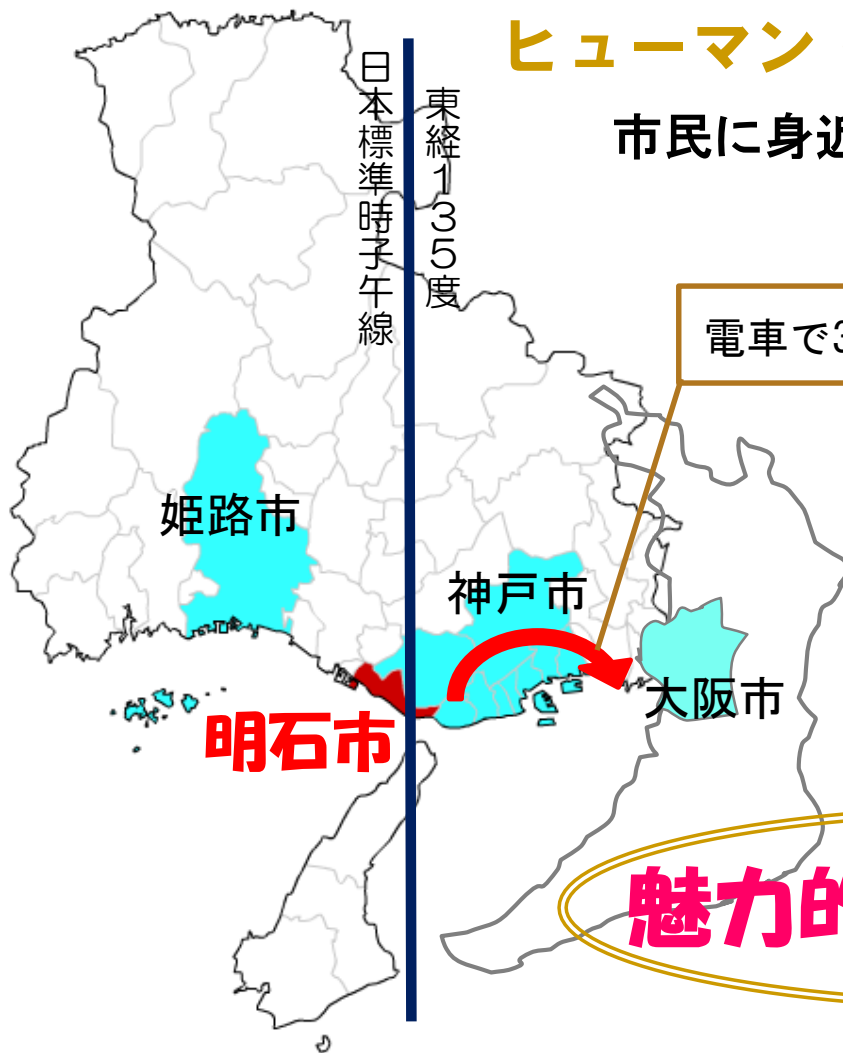 ヒューマン
市民に身近
日本標準時子午線
東経１３５度
電車で3
姫路市
神戸市
大阪市
明石市
魅力的